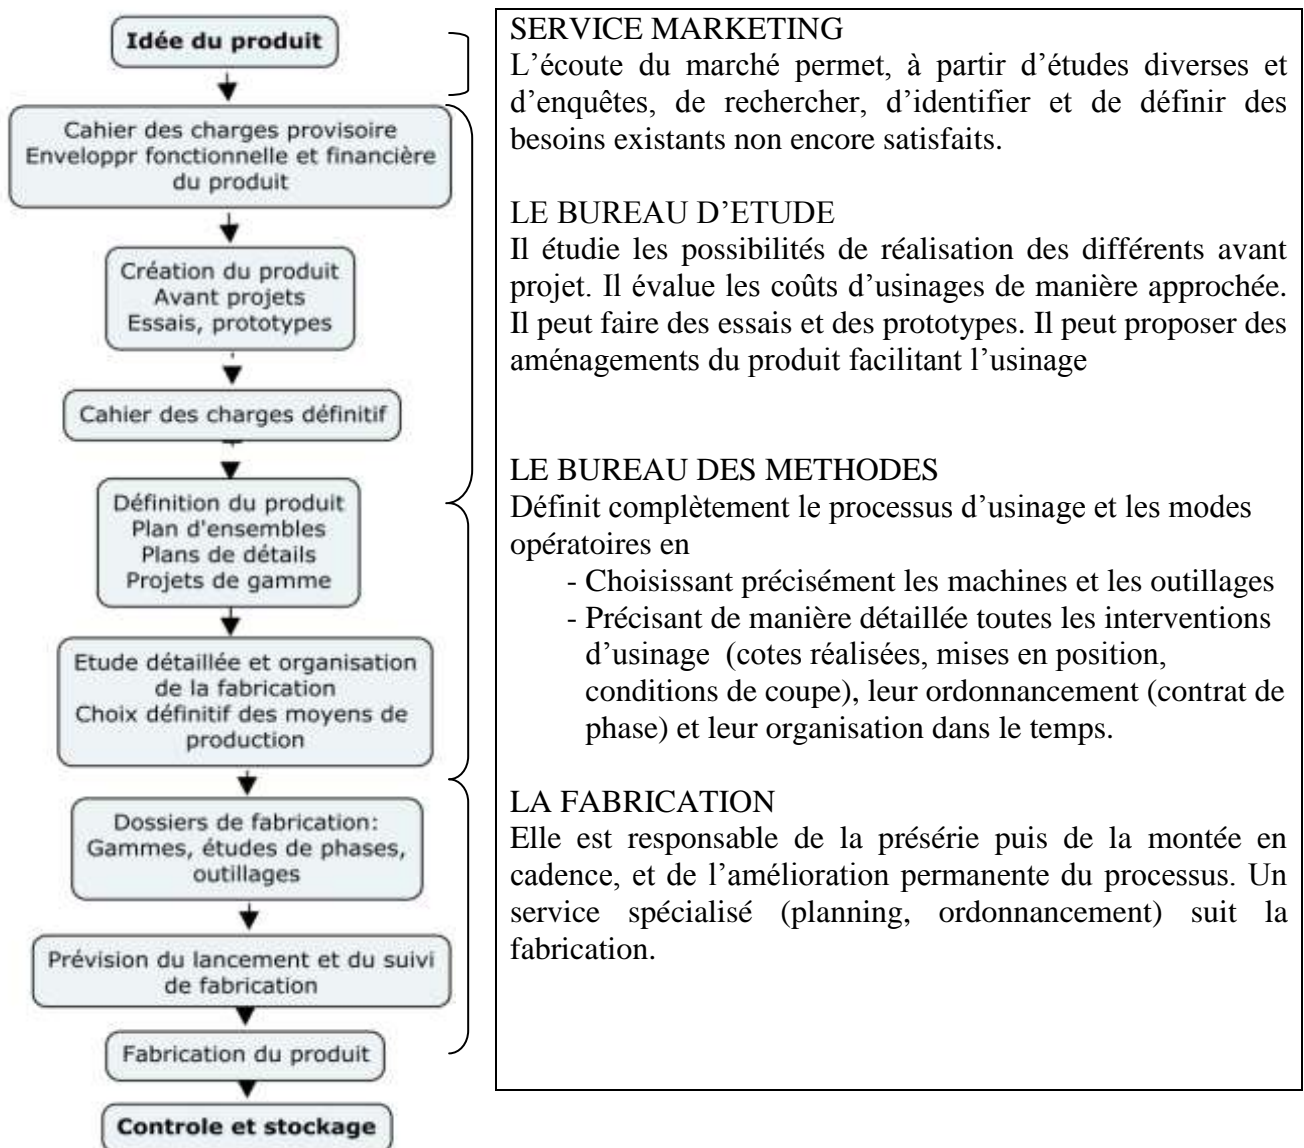 Idée du produit
Cahier des charges provisoire
Enveloppr fonctionnelle et financière
du produit
Création du produit
Avant projets
Essais, prototypes
Cahier des charges définitif
Définition du produit
Plan d'ensembles
Plans de détails
Projets de gamme
Etude détaillée et organisation
de la fabrication
Choix définitif des moyens de
production
Dossiers de fabrication:
Gammes, études de phases,
outillages
Prévision du lancement et du suivi
de fabrication
Fabrication du produit
Controle et stockage
SERVICE MARKETING
L’écoute du marché permet, à partir d’études diverses et
d’enquêtes, de rechercher, d’identifier et de définir des
besoins existants non encore satisfaits.
LE BUREAU D’ETUDE
Il étudie les possibilités de réalisation des différents avant
projet. Il évalue les coûts d’usinages de manière approchée.
Il peut faire des essais et des prototypes. Il peut proposer des
aménagements du produit facilitant l’usinage
LE BUREAU DES METHODES
Définit complètement le processus d’usinage et les modes
opératoires en
- Choisissant précisément les machines et les outillages
- Précisant de manière détaillée toutes les interventions
d’usinage (cotes réalisées, mises en position,
conditions de coupe), leur ordonnancement (contrat de
phase) et leur organisation dans le temps.
LA FABRICATION
Elle est responsable de la présérie puis de la montée en
cadence, et de l’amélioration permanente du processus. Un
service spécialisé (planning, ordonnancement) suit la
fabrication.